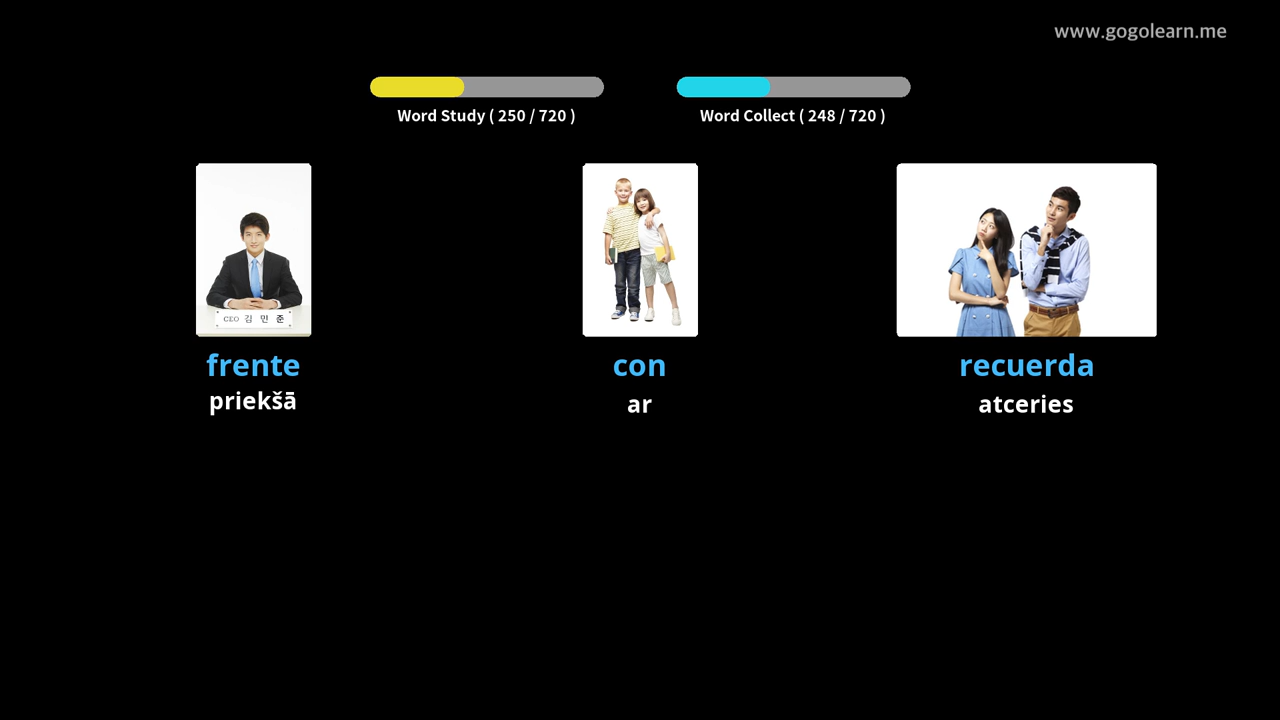 www.gogolearn.me
Word Study ( 250 / 720 )
Word Collect ( 248 / 720 )
CEO 김 민 준
frente
con
recuerda
priekšā
ar
atceries